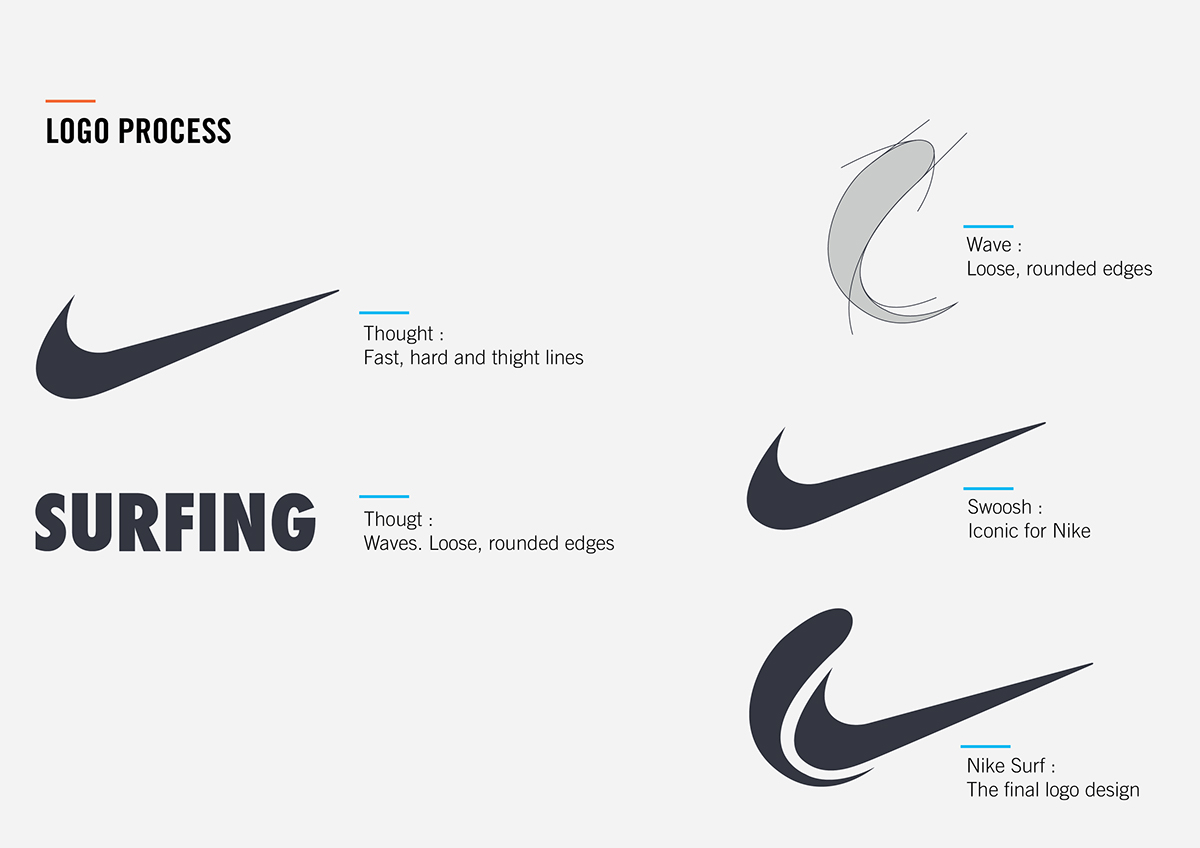 LOGO PROCESS
Thought :
Fast, hard and thight lines
SURFING
Thougt :
Waves. Loose, rounded edges
Wave :
Loose, rounded edges
Swoosh :
Iconic for Nike
Nike Surf :
The final logo design